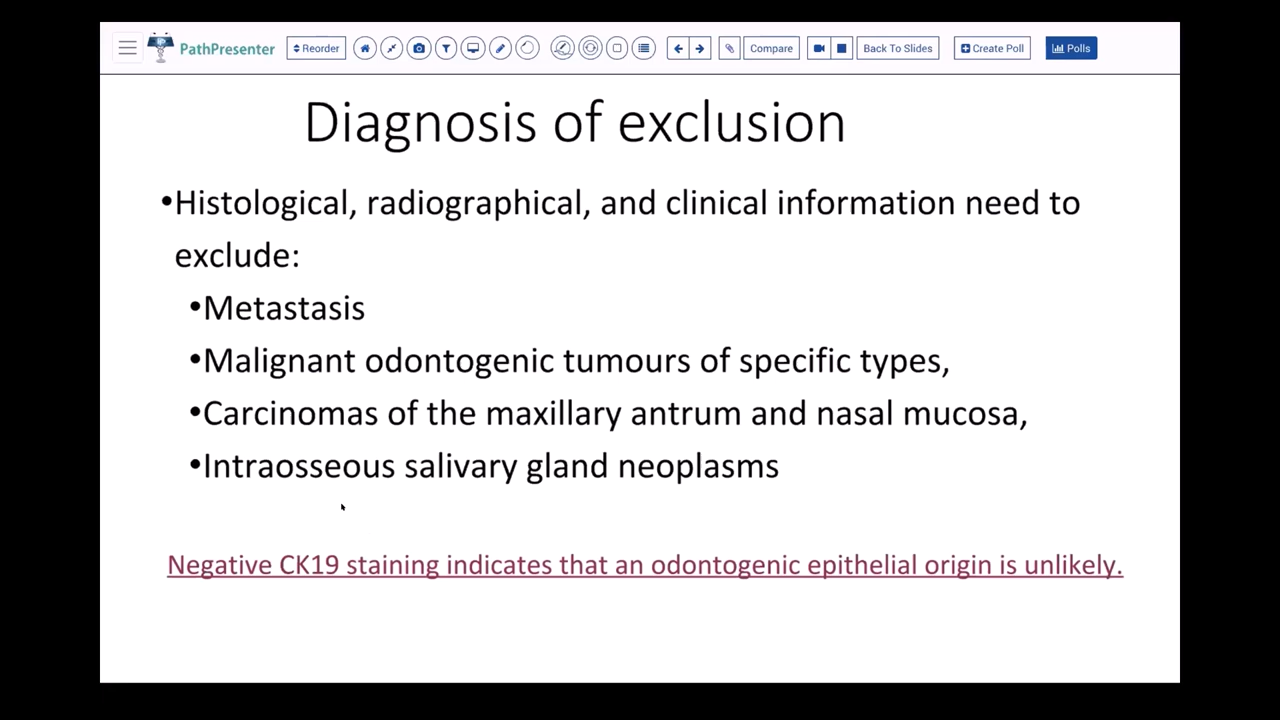 PathPresenter Reorder Compare Back To Slides Create Poll Polls
Diagnosis of exclusion
•Histological, radiographical, and clinical information need to
exclude:
•Metastasis
•Malignant odontogenic tumours of specific types,
•Carcinomas of the maxillary antrum and nasal mucosa,
•Intraosseous salivary gland neoplasms
Negative CK19 staining indicates that an odontogenic epithelial origin is unlikely.